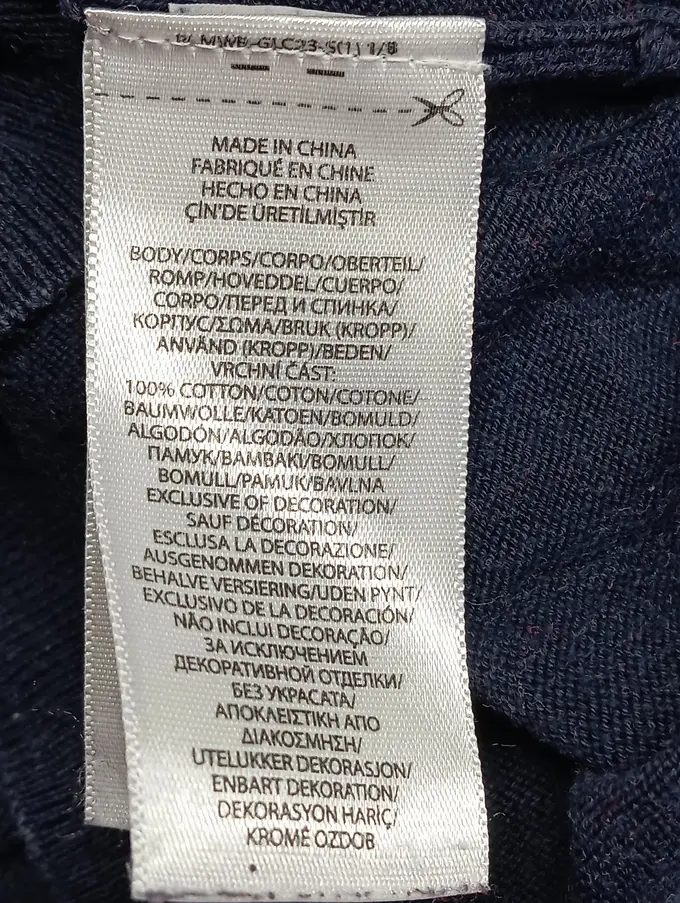 MADE IN CHINA
FABRIQUÉ EN CHINE
HECHO EN CHINA
ÇİN'DE ÜRETİLMİŞTİR
BODY/CORPS/CORPO/OBERTEIL/
ROMP/HOVEDDEL/CUERPO/
CORPO/ПЕРЕД И СПИНКА/
КОРПУС/ΣΩΜΑ/BRUK (KROPP)/
ANVÄND (KROPP)/BEDEN/
VRCHNÍ ČÁST:
100% COTTON/COTON/COTONE/
BAUMWOLLE/KATOEN/BOMULD/
ALGODÓN/ALGODÃO/ХЛОПОК/
ПАМУК/ΒΑΜΒΑΚΙ/BOMULL/
BOMULL/PAMUK/BAVLNA
EXCLUSIVE OF DECORATION/
SAUF DÉCORATION/
ESCLUSA LA DECORAZIONE/
AUSGENOMMEN DEKORATION/
BEHALVE VERSIERING/UDEN PYNT/
EXCLUSIVO DE LA DECORACIÓN/
NÃO INCLUI DECORAÇÃO/
ЗА ИСКЛЮЧЕНИЕМ
ДЕКОРАТИВНОЙ ОТДЕЛКИ/
БЕЗ УКРАСАТА/
ΑΠΟΚΛΕΙΣΤΙΚΗ ΑΠΟ
ΔΙΑΚΟΣΜΗΣΗ/
UTELUKKER DEKORASJON/
ENBART DEKORATION/
DEKORASYON HARİÇ/
KROMĚ OZDOB